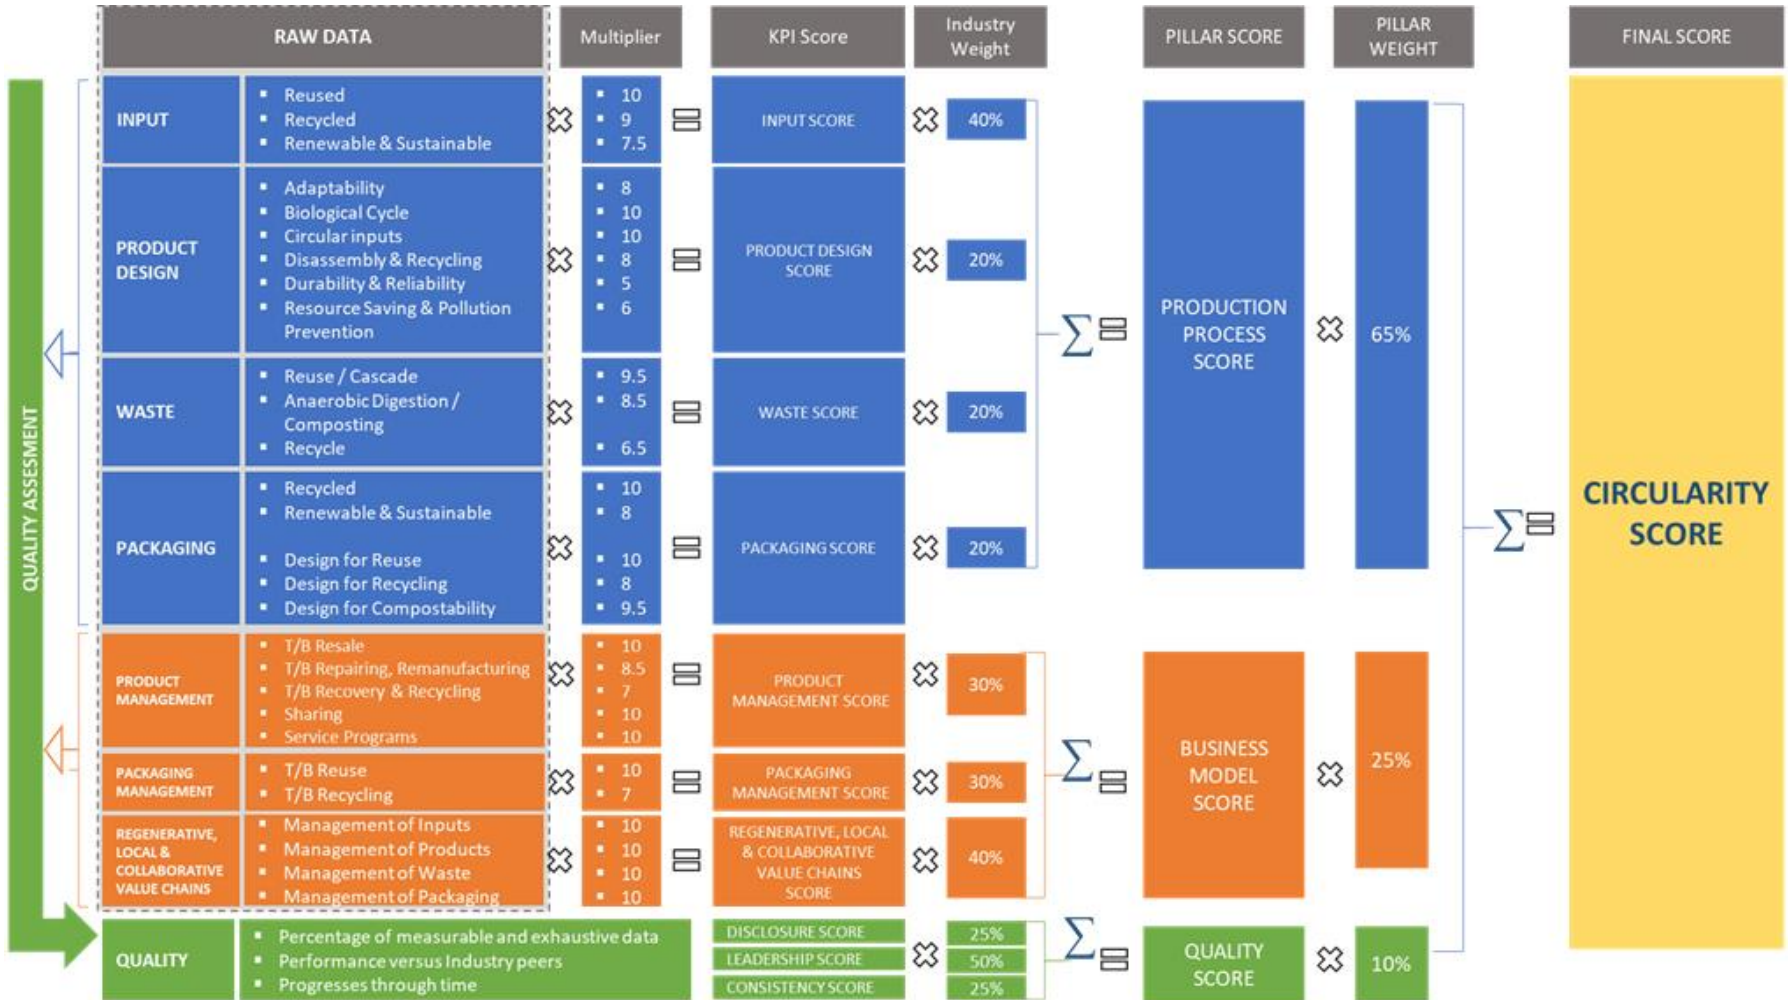 RAW DATA
Multiplier
KPI Score
Industry
Weight
PILLAR SCORE
PILLAR
WEIGHT
FINAL SCORE
QUALITY ASSESMENT
INPUT
▪ Reused
▪ Recycled
▪ Renewable & Sustainable
▪ 10
▪ 9
▪ 7.5
INPUT SCORE
40%
PRODUCT
DESIGN
▪ Adaptability
▪ Biological Cycle
▪ Circular inputs
▪ Disassembly & Recycling
▪ Durability & Reliability
▪ Resource Saving & Pollution
Prevention
▪ 8
▪ 10
▪ 10
▪ 8
▪ 5
▪ 6
PRODUCT DESIGN
SCORE
20%
WASTE
▪ Reuse / Cascade
▪ Anaerobic Digestion /
Composting
▪ Recycle
▪ 9.5
▪ 8.5
▪ 6.5
WASTE SCORE
20%
PACKAGING
▪ Recycled
▪ Renewable & Sustainable
▪ Design for Reuse
▪ Design for Recycling
▪ Design for Compostability
▪ 10
▪ 8
▪ 10
▪ 8
▪ 9.5
PACKAGING SCORE
20%
∑ =
PRODUCTION
PROCESS
SCORE
65%
PRODUCT
MANAGEMENT
▪ T/B Resale
▪ T/B Repairing, Remanufacturing
▪ T/B Recovery & Recycling
▪ Sharing
▪ Service Programs
▪ 10
▪ 8.5
▪ 7
▪ 10
▪ 10
PRODUCT
MANAGEMENT SCORE
30%
PACKAGING
MANAGEMENT
▪ T/B Reuse
▪ T/B Recycling
▪ 10
▪ 7
PACKAGING
MANAGEMENT SCORE
30%
REGENERATIVE,
LOCAL &
COLLABORATIVE
VALUE CHAINS
▪ Management of Inputs
▪ Management of Products
▪ Management of Waste
▪ Management of Packaging
▪ 10
▪ 10
▪ 10
▪ 10
REGENERATIVE, LOCAL
& COLLABORATIVE
VALUE CHAINS
SCORE
40%
∑ =
BUSINESS
MODEL
SCORE
25%
QUALITY
▪ Percentage of measurable and exhaustive data
▪ Performance versus Industry peers
▪ Progresses through time
DISCLOSURE SCORE
LEADERSHIP SCORE
CONSISTENCY SCORE
25%
50%
25%
∑ =
QUALITY
SCORE
10%
∑ =
CIRCULARITY
SCORE